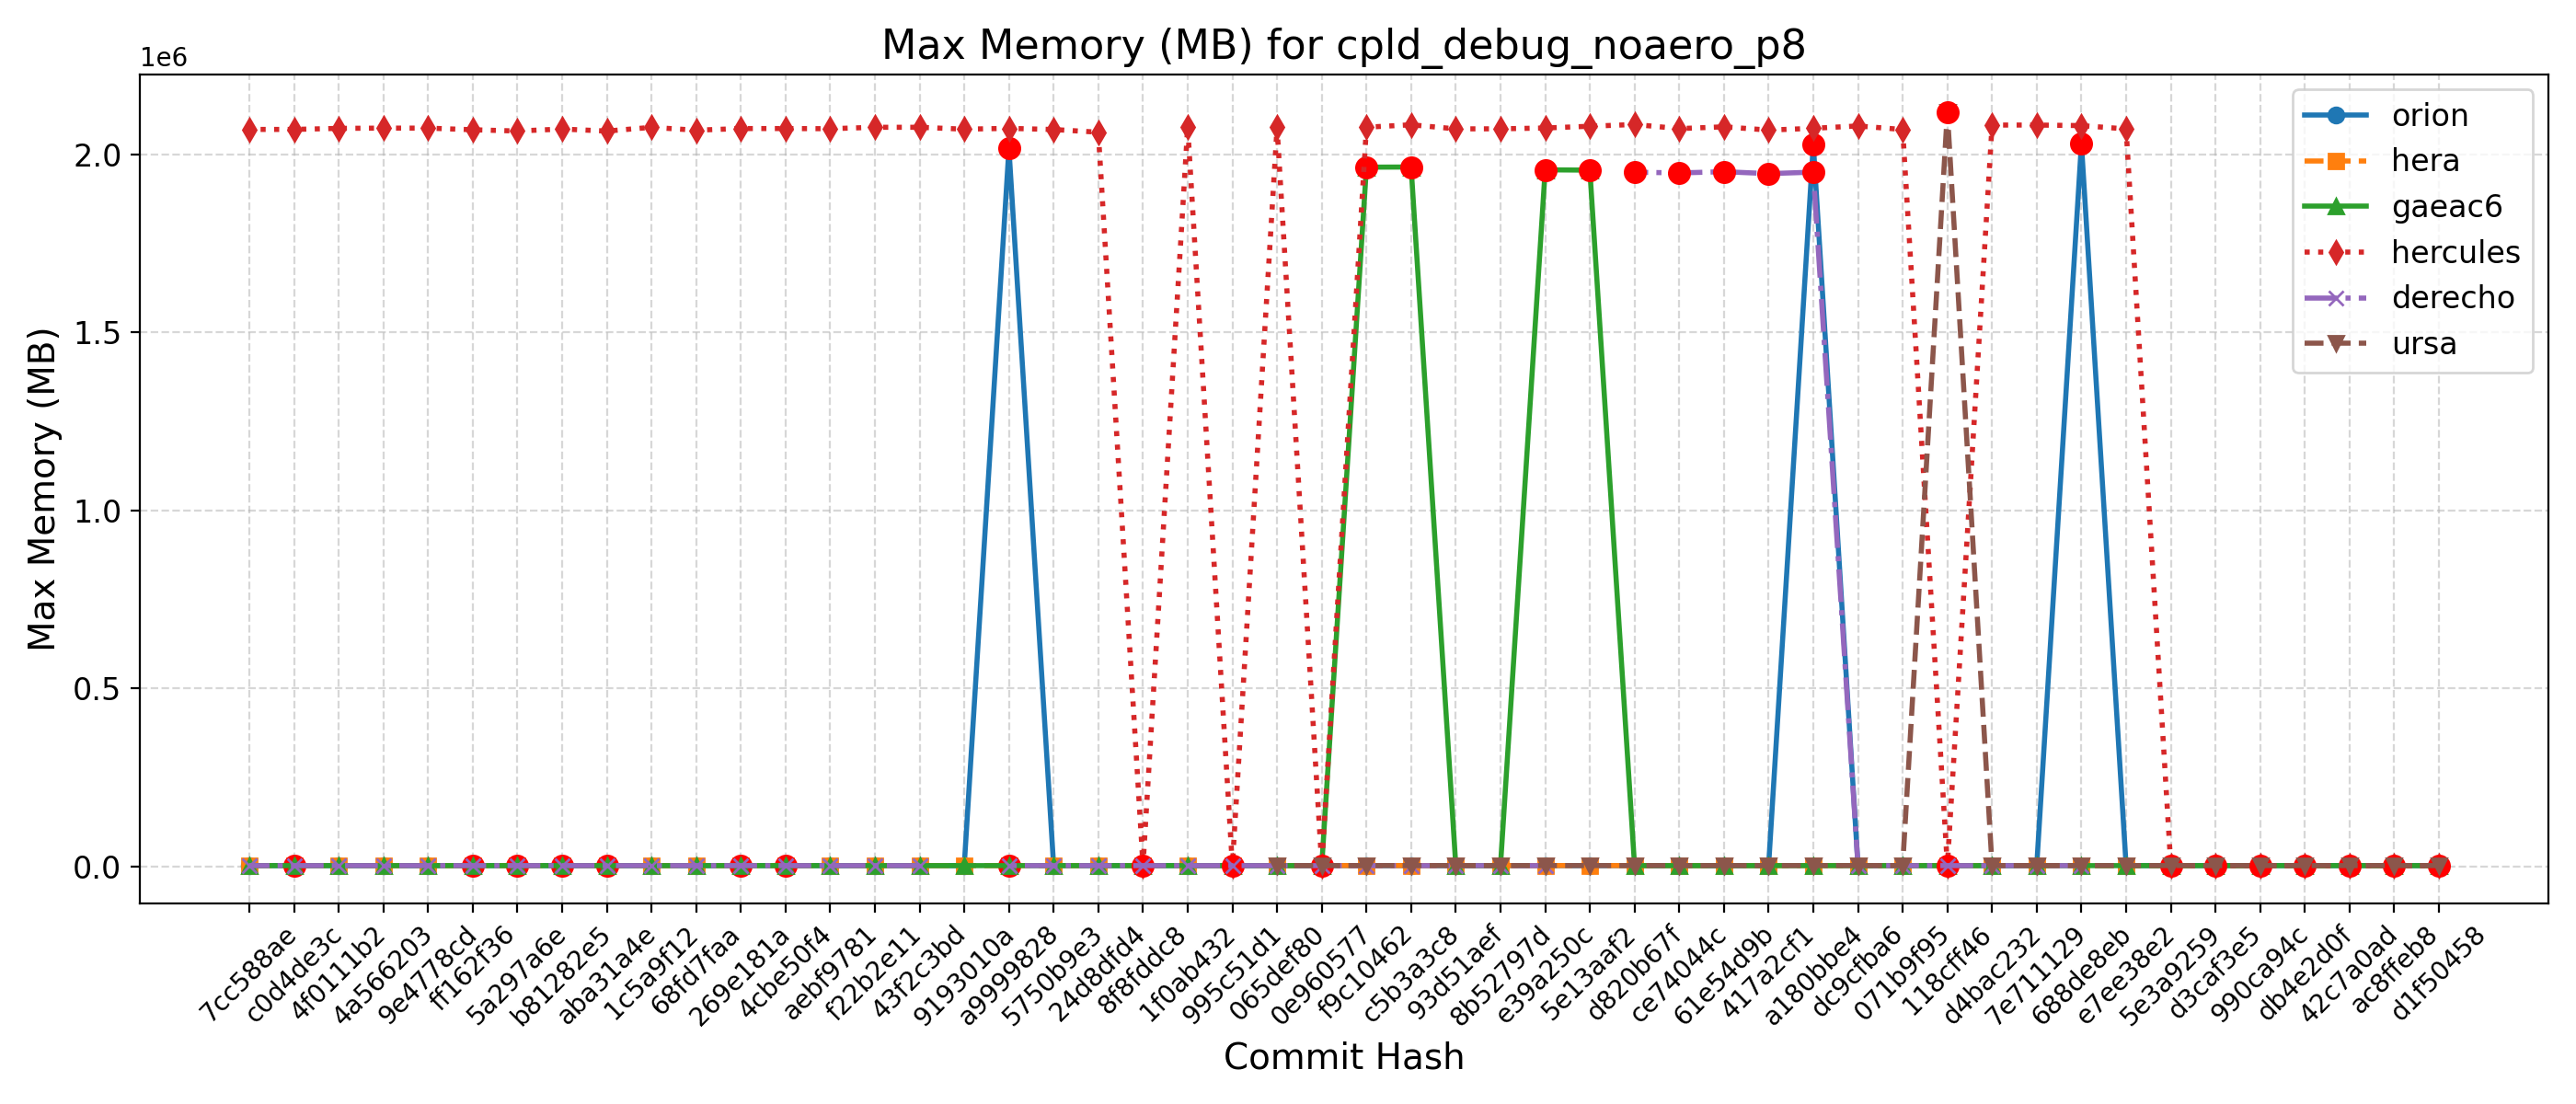 Max Memory (MB) for cpld_debug_noaero_p8
1e6
2.0
1.5
1.0
0.5
0.0
Max Memory (MB)
orion
hera
gaeac6
hercules
derecho
ursa
7cc588ae
c0d4de3c
4f0111b2
4a566203
9e4778cd
ff162f36
5a297a6e
b81282e5
aba31a4e
1c5a9f12
68fd7faa
269e181a
4cbe50f4
aebf9781
f22b2e11
43f2c3bd
9193010a
a9999828
5750b9e3
24d8dfd4
8f8fddc8
1f0ab432
995c51d1
065def80
0e960577
f9c10462
c5b3a3c8
93d51aef
8b52797d
e39a250c
5e13aaf2
d820b67f
ce74044c
61e54d9b
417a2cf1
a180bbe4
dc9cfba6
071b9f95
118cff46
d4bac232
7e711129
688de8eb
e7ee38e2
5e3a9259
d3caf3e5
990ca94c
db4e2d0f
42c7a0ad
ac8ffeb8
d1f50458
Commit Hash